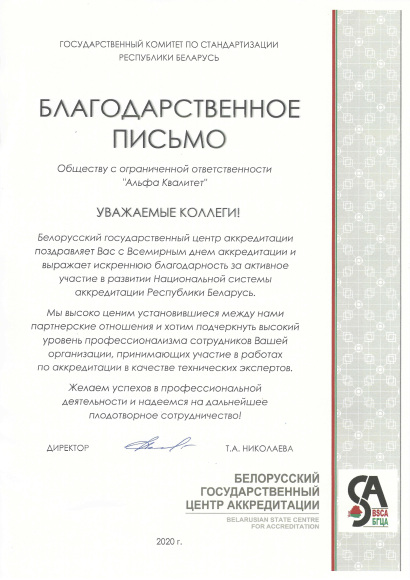 ГОСУДАРСТВЕННЫЙ КОМИТЕТ ПО СТАНДАРТИЗАЦИИ
РЕСПУБЛИКИ БЕЛАРУСЬ
БЛАГОДАРСТВЕННОЕ
ПИСЬМО
Обществу с ограниченной ответственности
"Альфа Квалитет"
УВАЖАЕМЫЕ КОЛЛЕГИ!
Белорусский государственный центр аккредитации
поздравляет Вас с Всемирным днем аккредитации и
выражает искреннюю благодарность за активное
участие в развитии Национальной системы
аккредитации Республики Беларусь.
Мы высоко ценим установившиеся между нами
партнерские отношения и хотим подчеркнуть высокий
уровень профессионализма сотрудников Вашей
организации, принимающих участие в работах
по аккредитации в качестве технических экспертов.
Желаем успехов в профессиональной
деятельности и надеемся на дальнейшее
плодотворное сотрудничество!
ДИРЕКТОР Т.А. НИКОЛАЕВА
БЕЛОРУССКИЙ
ГОСУДАРСТВЕННЫЙ
ЦЕНТР АККРЕДИТАЦИИ
BELARUSIAN STATE CENTRE
FOR ACCREDITATION
BSCA
БГЦА
2020 г.